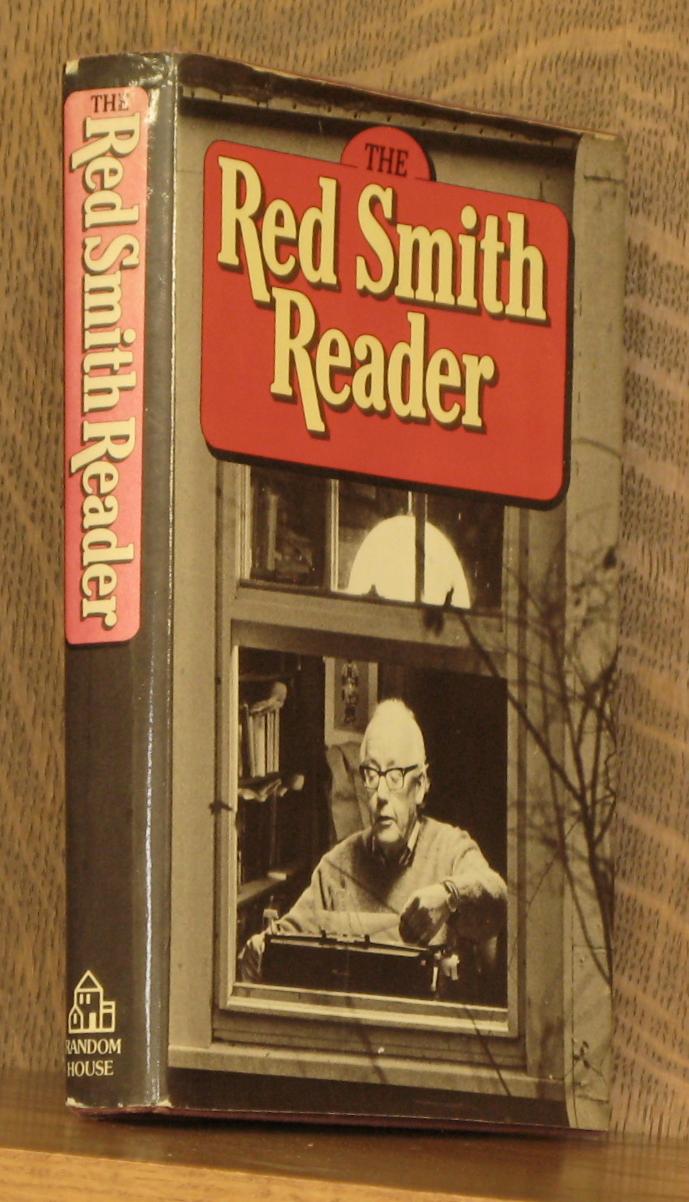 THE
Red Smith Reader
RANDOM
HOUSE
THE
Red Smith
Reader